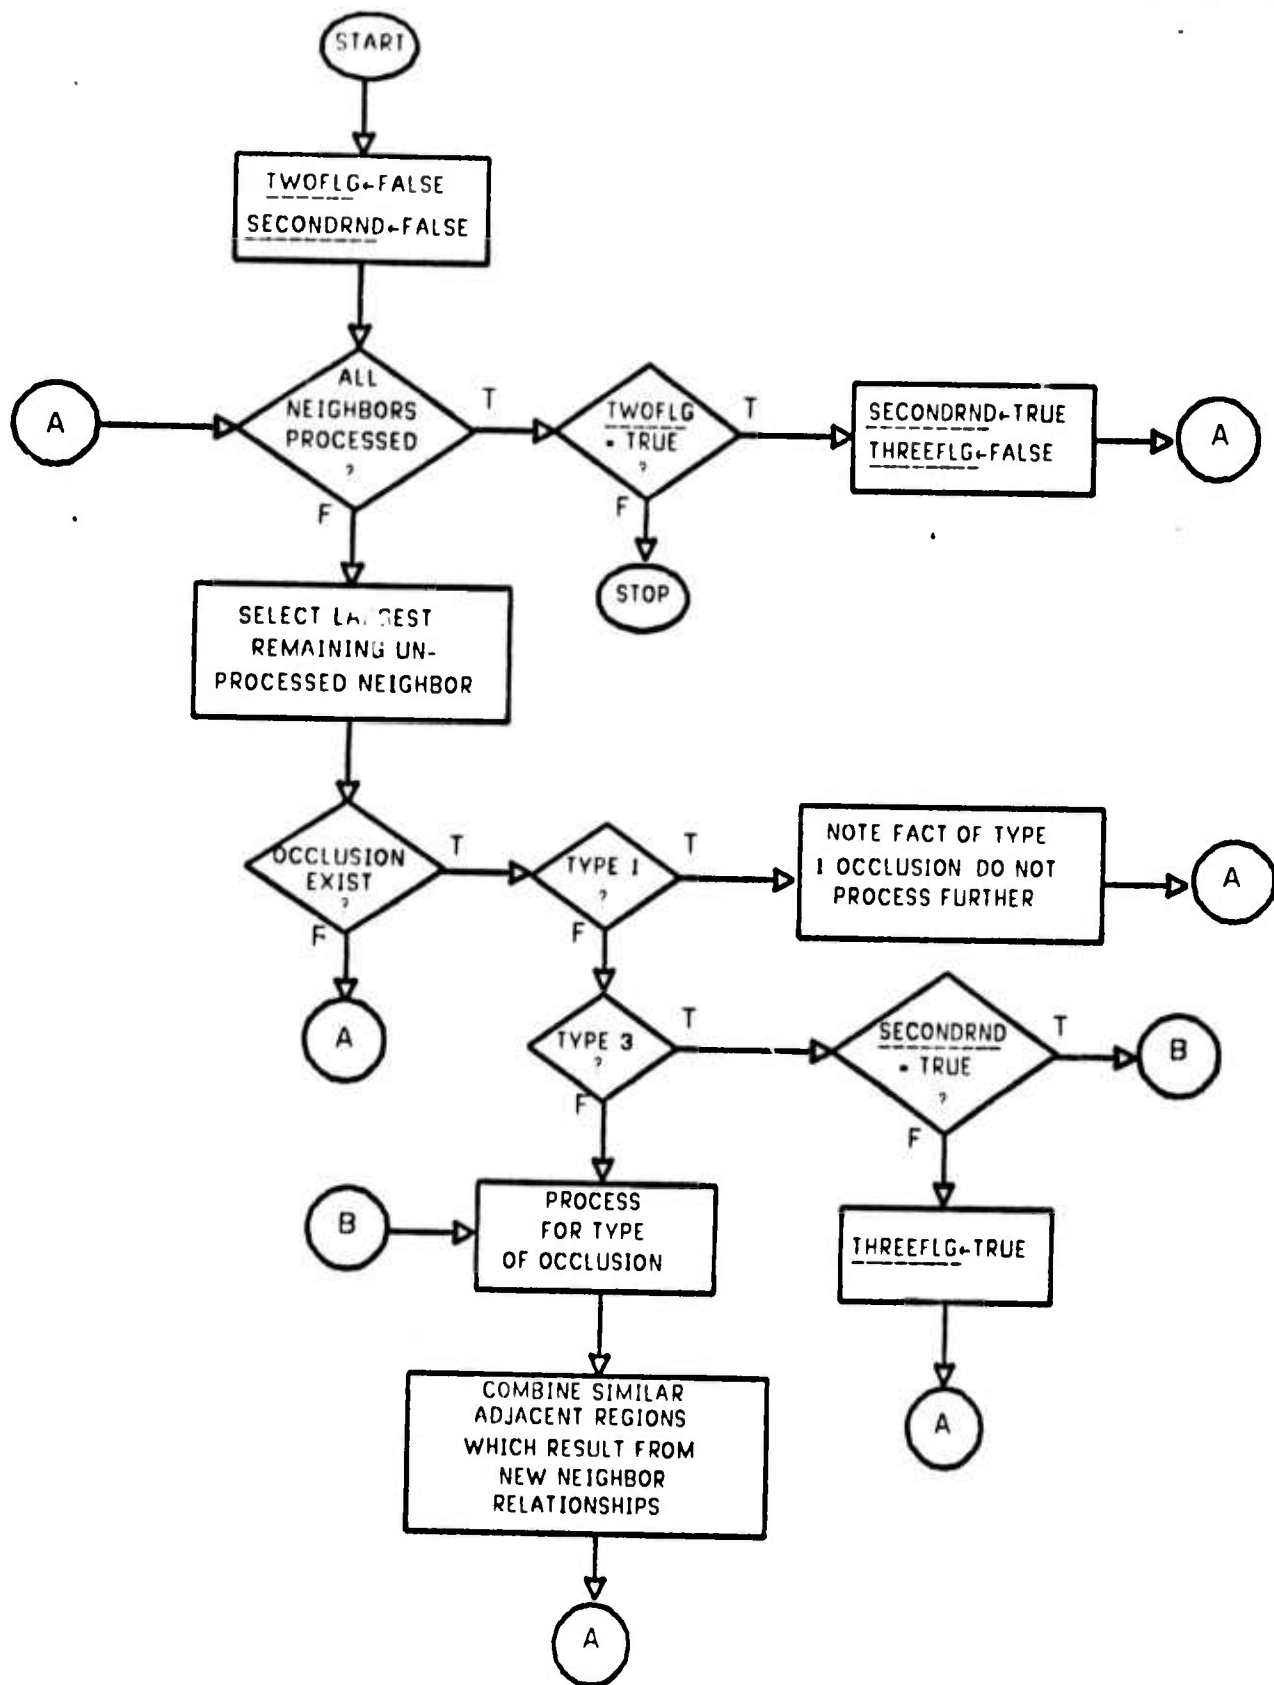 START
TWOFLG←FALSE
SECONDRND←FALSE
A
ALL
NEIGHBORS
PROCESSED
?
T
F
TWOFLG
= TRUE
?
T
F
SECONDRND←TRUE
THREEFLG←FALSE
A
STOP
SELECT
REMAINING UN-
PROCESSED NEIGHBOR
OCCLUSION
EXIST
?
T
F
A
TYPE 1
?
T
F
NOTE FACT OF TYPE
1 OCCLUSION DO NOT
PROCESS FURTHER
A
TYPE 3
?
T
F
SECONDRND
= TRUE
?
T
F
B
THREEFLG←TRUE
A
B
PROCESS
FOR TYPE
OF OCCLUSION
COMBINE SIMILAR
ADJACENT REGIONS
WHICH RESULT FROM
NEW NEIGHBOR
RELATIONSHIPS
A